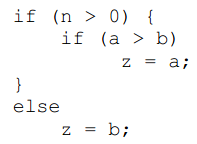 if (n > 0) {
    if (a > b)
        z = a;
}
else
    z = b;